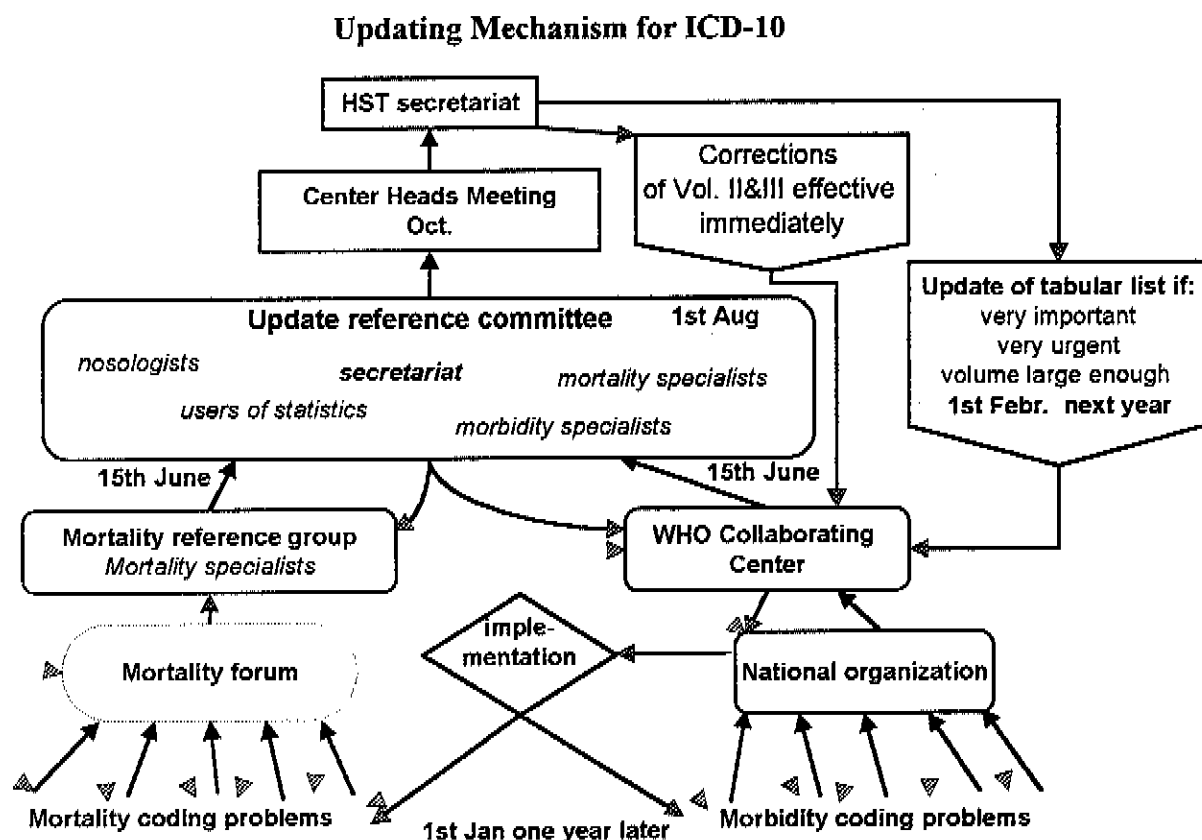 Updating Mechanism for ICD-10
HST secretariat
Corrections
of Vol. II&III effective
immediately
Center Heads Meeting
Oct.
Update of tabular list if:
very important
very urgent
volume large enough
1st Febr. next year
Update reference committee 1st Aug
nosologists
secretariat
mortality specialists
users of statistics
morbidity specialists
15th June
15th June
Mortality reference group
Mortality specialists
WHO Collaborating
Center
imple-
mentation
Mortality forum
National organization
Mortality coding problems
1st Jan one year later
Morbidity coding problems